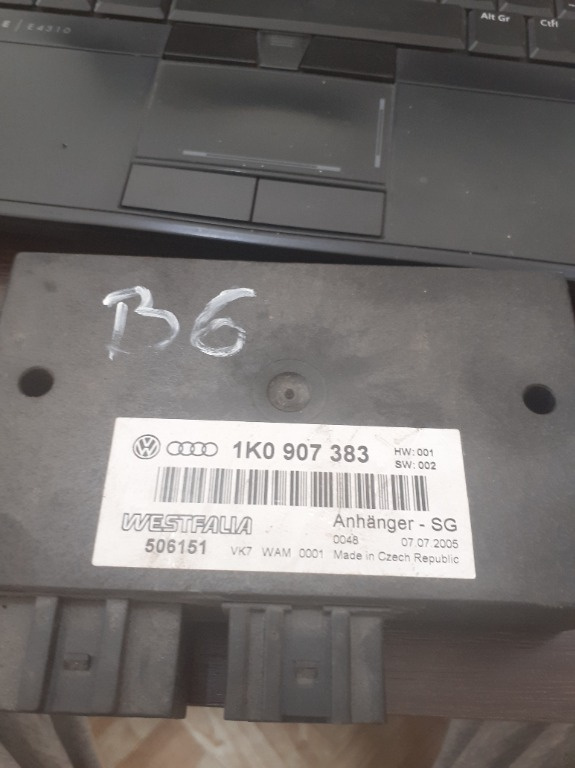 E / E4310
Alt Gr
Ctrl
B6
1K0 907 383
HW: 001
SW: 002
WESTFALIA
Anhänger - SG
506151
VK7 WAM 0001
0046 07.07.2005
Made in Czech Republic